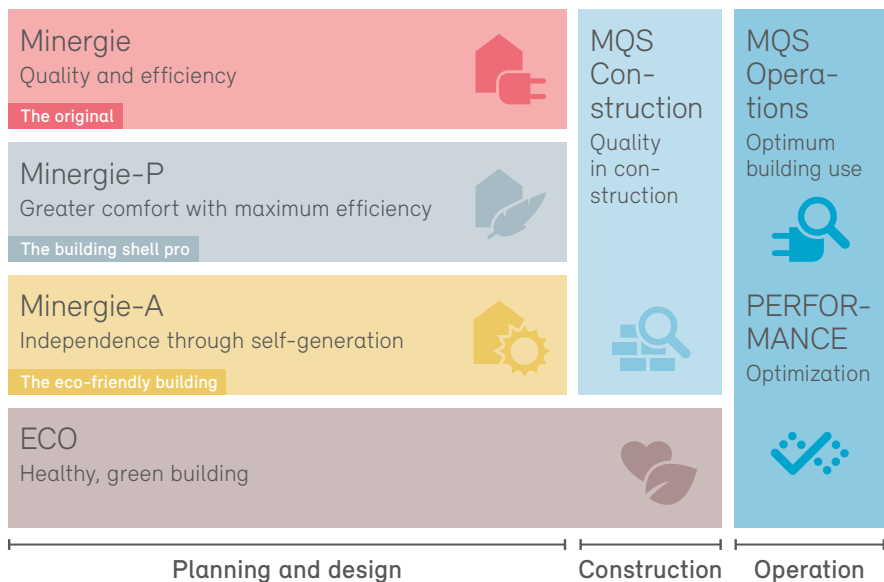 Minergie
Quality and efficiency
The original
Minergie-P
Greater comfort with maximum efficiency
The building shell pro
Minergie-A
Independence through self-generation
The eco-friendly building
ECO
Healthy, green building
MQS
Con-
struction
Quality
in con-
struction
MQS
Opera-
tions
Optimum
building use
PERFOR-
MANCE
Optimization
Planning and design
Construction
Operation